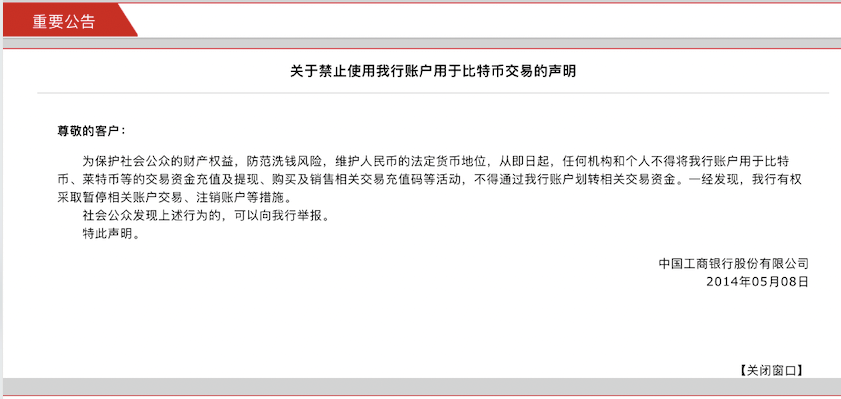 重要公告
关于禁止使用我行账户用于比特币交易的声明
尊敬的客户：
为保护社会公众的财产权益，防范洗钱风险，维护人民币的法定货币地位，从即日起，任何机构和个人不得将我行账户用于比特
币、莱特币等的交易资金充值及提现、购买及销售相关交易充值码等活动，不得通过我行账户划转相关交易资金。一经发现，我行有权
采取暂停相关账户交易、注销账户等措施。
社会公众发现上述行为的，可以向我行举报。
特此声明。
中国工商银行股份有限公司
2014年05月08日
【关闭窗口】